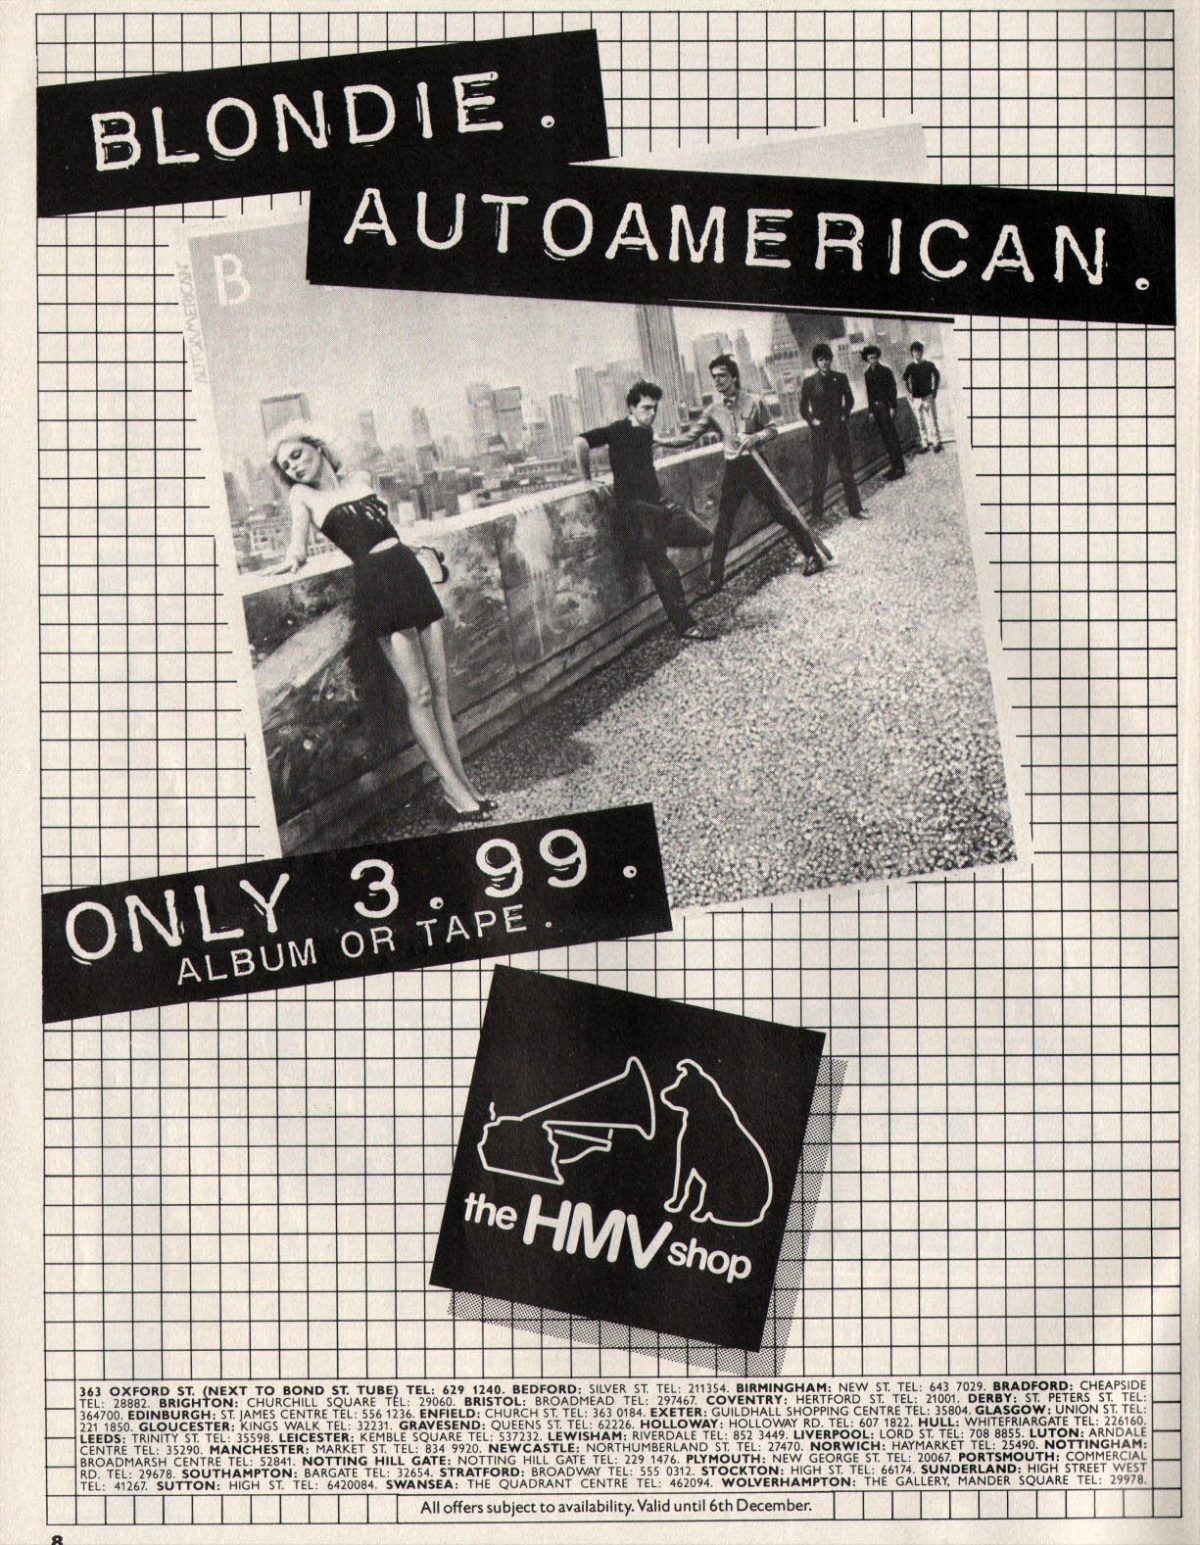 BLONDIE.
AUTOAMERICAN.
AUTOAMERICAN
B
ONLY 3.99.
ALBUM OR TAPE.
the HMV shop
363 OXFORD ST. (NEXT TO BOND ST. TUBE) TEL: 629 1240. BEDFORD: SILVER ST. TEL: 211354. BIRMINGHAM: NEW ST. TEL: 643 7029. BRADFORD: CHEAPSIDE
TEL: 28882. BRIGHTON: CHURCHILL SQUARE TEL: 29060. BRISTOL: BROADMEAD TEL: 297467. COVENTRY: HERTFORD ST. TEL: 21001. DERBY: ST. PETERS ST. TEL:
364700. EDINBURGH: ST. JAMES CENTRE TEL: 556 1236. ENFIELD: CHURCH ST. TEL: 363 0184. EXETER: GUILDHALL SHOPPING CENTRE TEL: 35804. GLASGOW: UNION ST. TEL:
221 1850. GLOUCESTER: KINGS WALK TEL: 32231. GRAVESEND: QUEENS ST. TEL: 62226. HOLLOWAY: HOLLOWAY RD. TEL: 607 1822. HULL: WHITEFRIARGATE TEL: 226160.
LEEDS: TRINITY ST. TEL: 35598. LEICESTER: KEMBLE SQUARE TEL: 537232. LEWISHAM: RIVERDALE TEL: 852 3449. LIVERPOOL: LORD ST. TEL: 708 8855. LUTON: ARNDALE
CENTRE TEL: 35290. MANCHESTER: MARKET ST. TEL: 834 9920. NEWCASTLE: NORTHUMBERLAND ST. TEL: 27470. NORWICH: HAYMARKET TEL: 25490. NOTTINGHAM:
BROADMARSH CENTRE TEL: 52841. NOTTING HILL GATE: NOTTING HILL GATE TEL: 229 1476. PLYMOUTH: NEW GEORGE ST. TEL: 20067. PORTSMOUTH: COMMERCIAL
RD. TEL: 29678. SOUTHAMPTON: BARGATE TEL: 32654. STRATFORD: BROADWAY TEL: 555 0312. STOCKTON: HIGH ST. TEL: 66174. SUNDERLAND: HIGH STREET WEST
TEL: 41267. SUTTON: HIGH ST. TEL: 6420084. SWANSEA: THE QUADRANT CENTRE TEL: 462094. WOLVERHAMPTON: THE GALLERY, MANDER SQUARE TEL: 29978.
All offers subject to availability. Valid until 6th December.
8